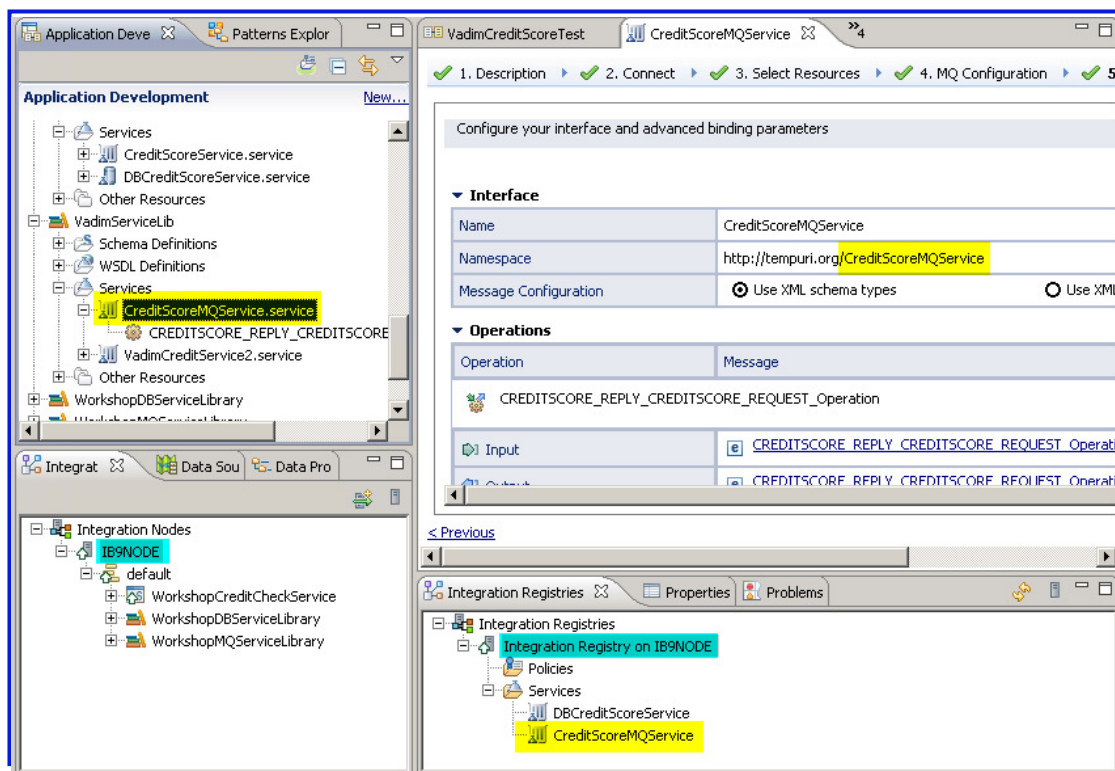 Application Deve
Patterns Explor
Application Development
New...
Services
CreditScoreService.service
DBCreditScoreService.service
Other Resources
VadimServiceLib
Schema Definitions
WSDL Definitions
Services
CreditScoreMQService.service
CREDITSCORE_REPLY_CREDITSCORE
VadimCreditService2.service
Other Resources
WorkshopDBServiceLibrary
WorkshopMQServiceLibrary
VadimCreditScoreTest
CreditScoreMQService
»4
1. Description
2. Connect
3. Select Resources
4. MQ Configuration
5
Configure your interface and advanced binding parameters
Interface
Name
CreditScoreMQService
Namespace
http://tempuri.org/CreditScoreMQService
Message Configuration
Use XML schema types
Use XML
Operations
Operation
Message
CREDITSCORE_REPLY_CREDITSCORE_REQUEST_Operation
Input
CREDITSCORE_REPLY_CREDITSCORE_REQUEST_Operati
Output
CREDITSCORE_REPLY_CREDITSCORE_REQUEST_Operati
< Previous
Integrat
Data Sou
Data Pro
Integration Nodes
IB9NODE
default
WorkshopCreditCheckService
WorkshopDBServiceLibrary
WorkshopMQServiceLibrary
Integration Registries
Properties
Problems
Integration Registries
Integration Registry on IB9NODE
Policies
Services
DBCreditScoreService
CreditScoreMQService